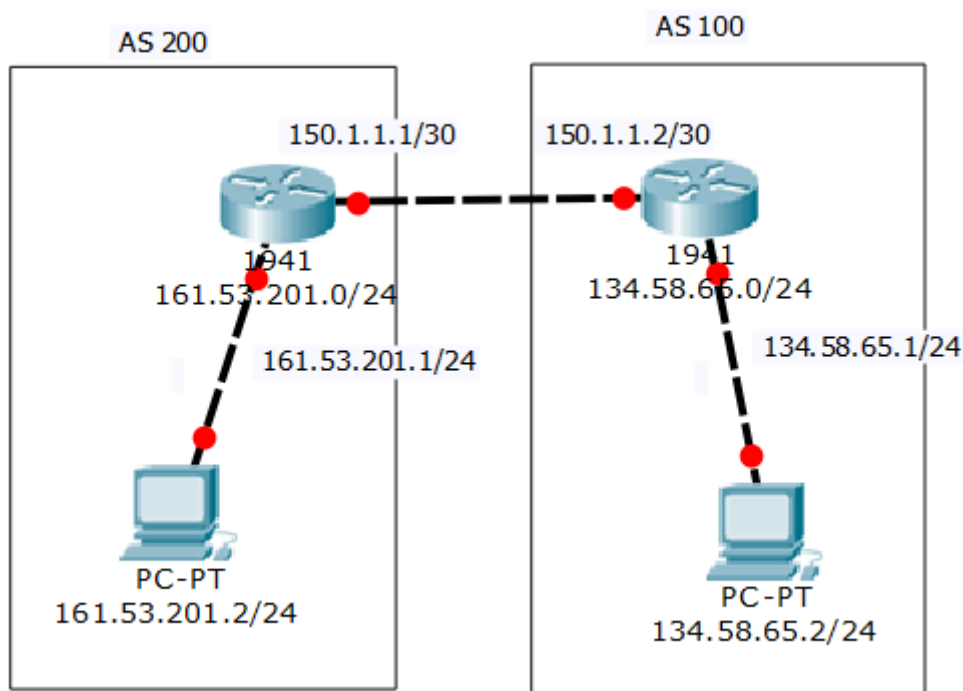 AS 200
AS 100
150.1.1.1/30
150.1.1.2/30
1941
161.53.201.0/24
1941
134.58.65.0/24
161.53.201.1/24
134.58.65.1/24
PC-PT
161.53.201.2/24
PC-PT
134.58.65.2/24